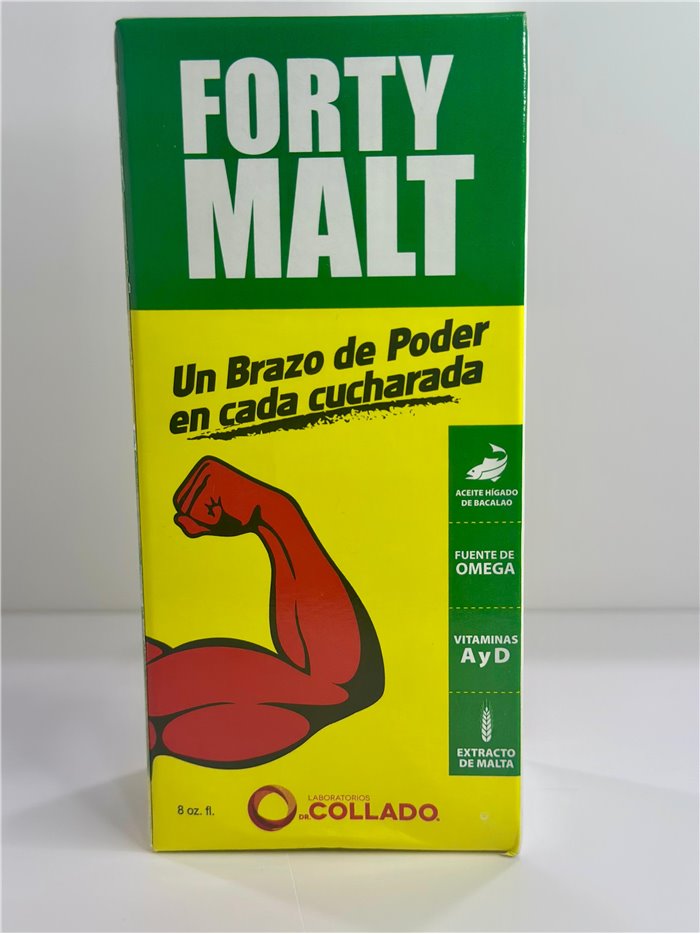 FORTY
MALT
Un Brazo de Poder
en cada cucharada
ACEITE HÍGADO
DE BACALAO
FUENTE DE
OMEGA
VITAMINAS
A y D
EXTRACTO
DE MALTA
8 oz. fl.
LABORATORIOS
DR. COLLADO®